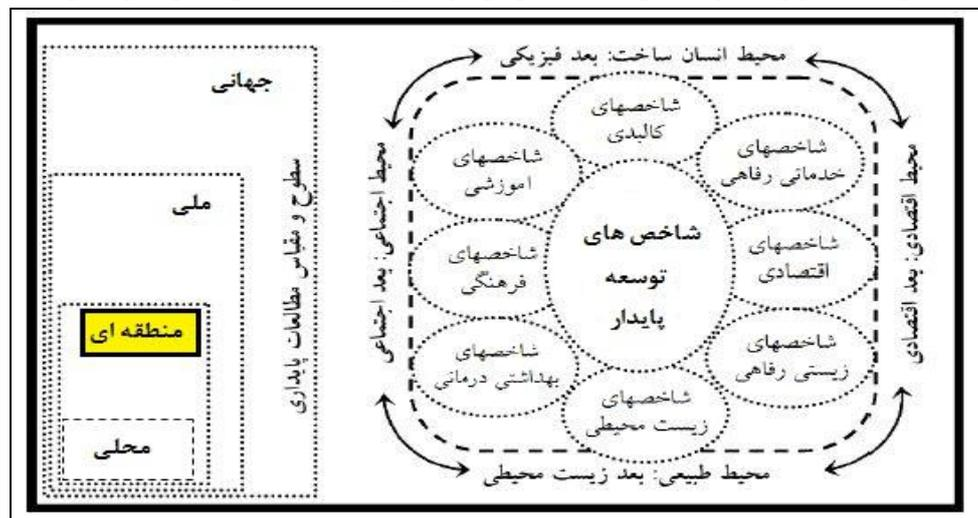 محیط انسان ساخت: بعد فیزیکی
جهانی
ملی
منطقه ای
محلی
سطوح و مقیاس مطالعات پایداری
محیط اجتماعی: بعد اجتماعی
محیط اقتصادی: بعد اقتصادی
شاخصهای
کالبدی
شاخصهای
خدماتی رفاهی
شاخصهای
اموزشی
شاخصهای
اقتصادی
شاخصهای
فرهنگی
شاخص های
توسعه
پایدار
شاخصهای
زیستی رفاهی
شاخصهای
بهداشتی درمانی
شاخصهای
زیست محیطی
محیط طبیعی: بعد زیست محیطی